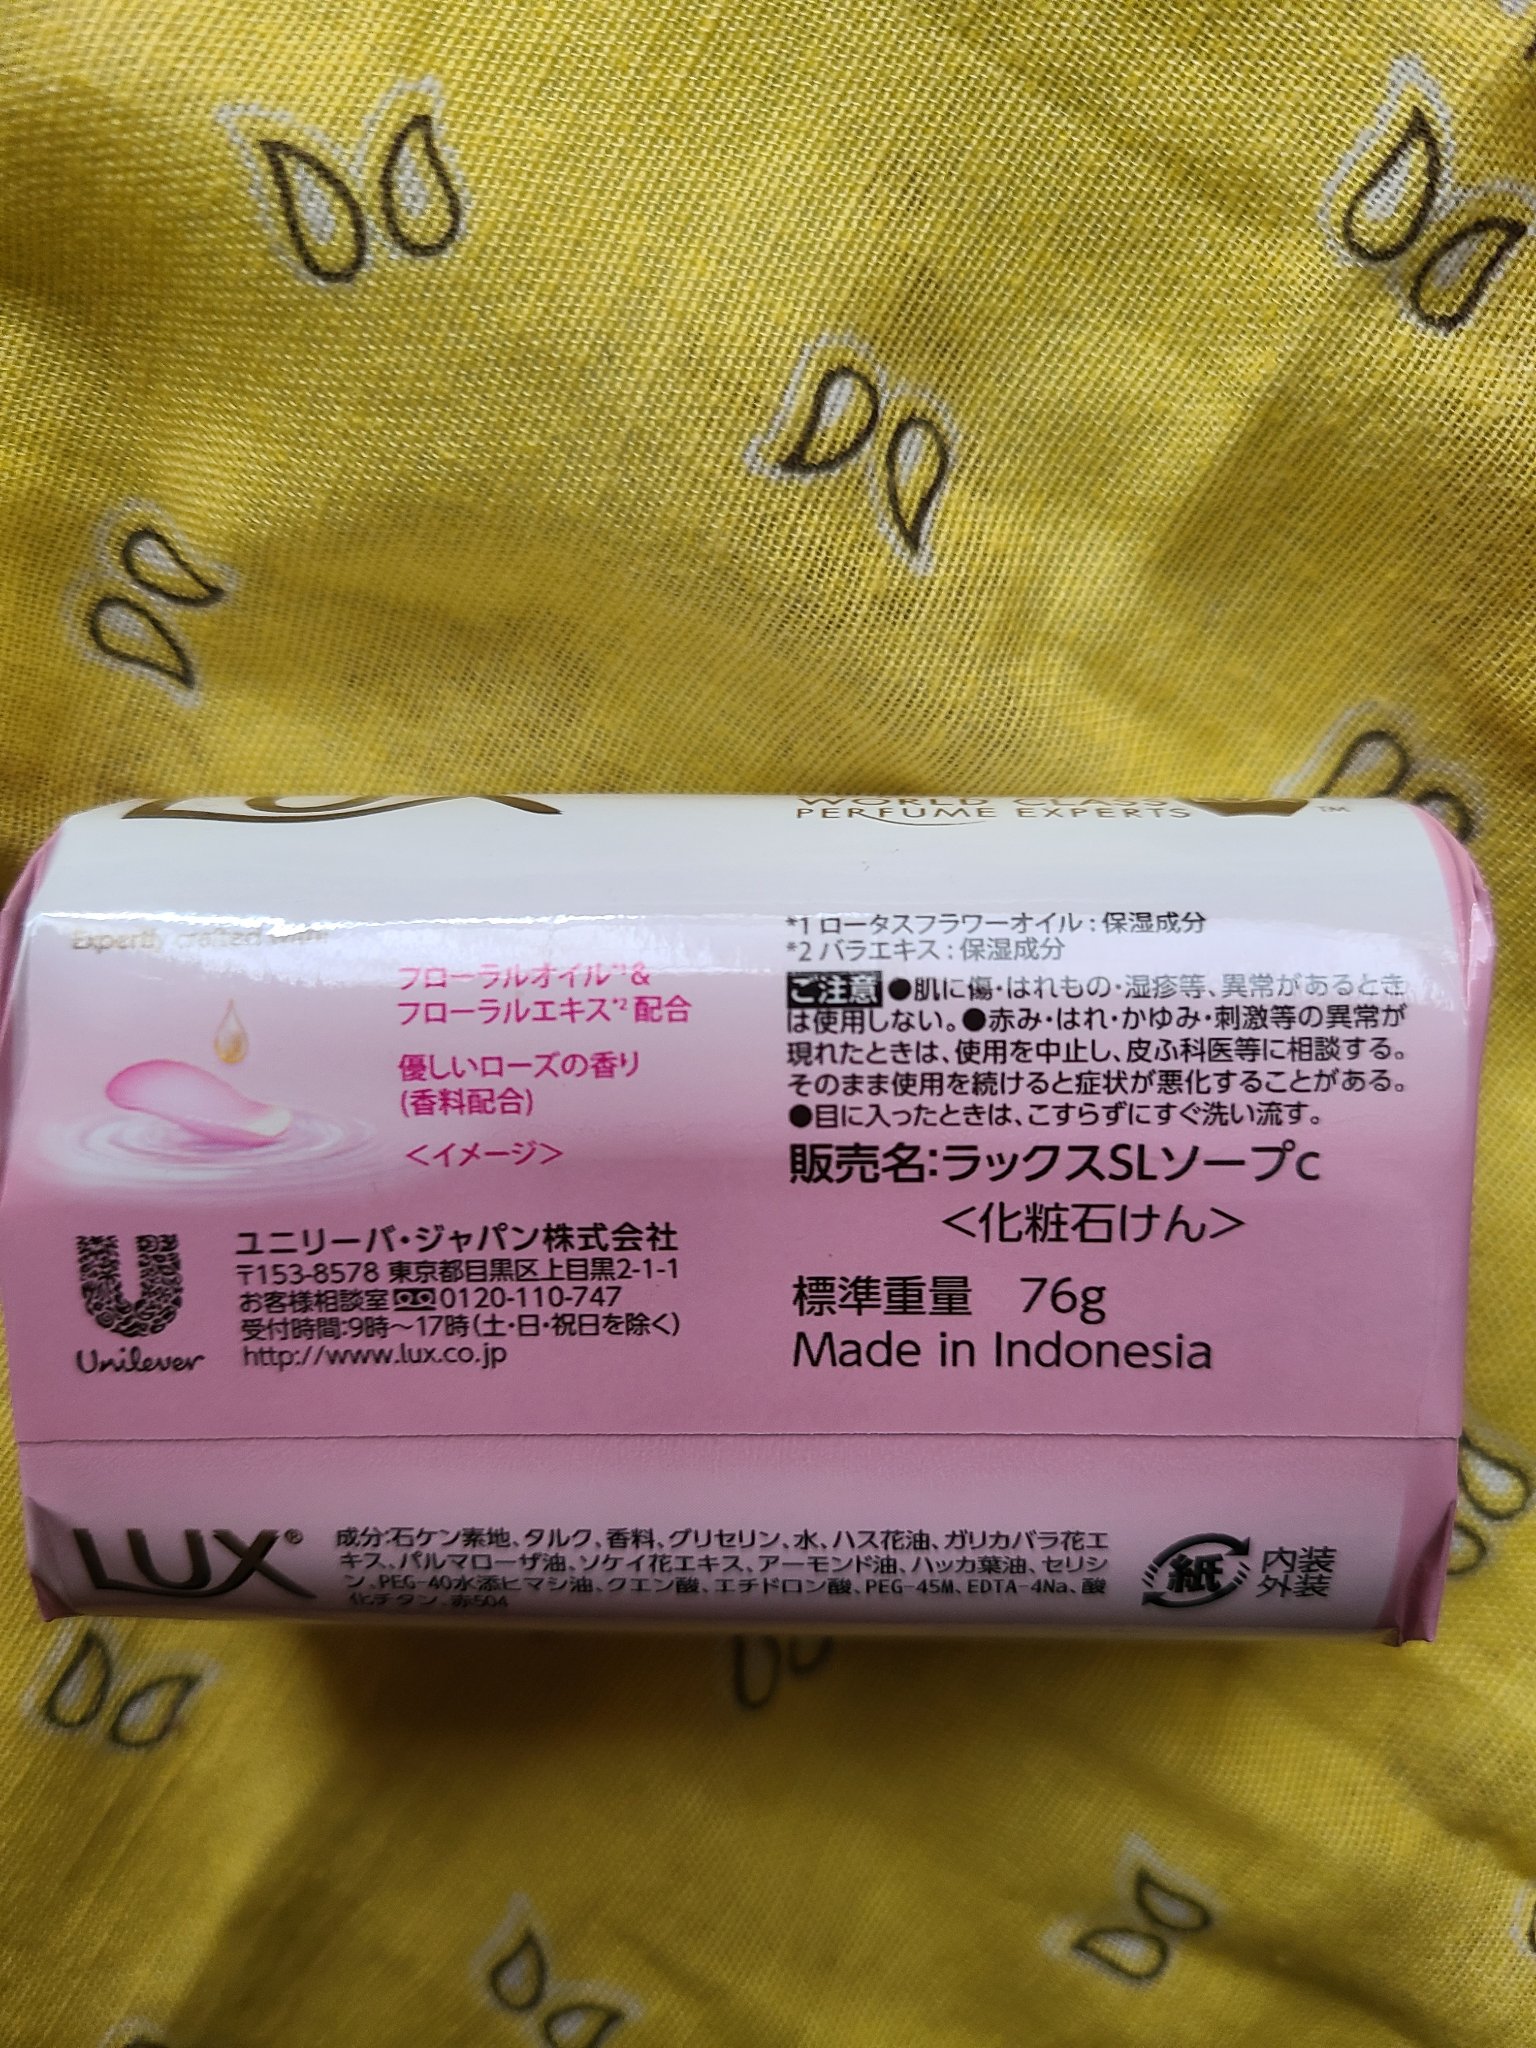 LUX
WORLD CLASS
PERFUME EXPERTS ™
Expertly crafted with
フローラルオイル*1&
フローラルエキス*2 配合
優しいローズの香り
(香料配合)
<イメージ>
Unilever
ユニリーバ・ジャパン株式会社
〒153-8578 東京都目黒区上目黒2-1-1
お客様相談室 0120-110-747
受付時間:9時~17時(土・日・祝日を除く)
http://www.lux.co.jp
*1 ロータスフラワーオイル:保湿成分
*2 バラエキス:保湿成分
ご注意 ●肌に傷・はれもの・湿疹等、異常があるとき
は使用しない。●赤み・はれ・かゆみ・刺激等の異常が
現れたときは、使用を中止し、皮ふ科医等に相談する。
そのまま使用を続けると症状が悪化することがある。
●目に入ったときは、こすらずにすぐ洗い流す。
販売名:ラックスSLソープc
<化粧石けん>
標準重量 76g
Made in Indonesia
LUX®
成分:石ケン素地、タルク、香料、グリセリン、水、ハス花油、ガリカバラ花エ
キス、パルマローザ油、ソケイ花エキス、アーモンド油、ハッカ葉油、セリシ
ン、PEG-40水添ヒマシ油、クエン酸、エチドロン酸、PEG-45M、EDTA-4Na、酸
化チタン、赤504
紙
内装
外装